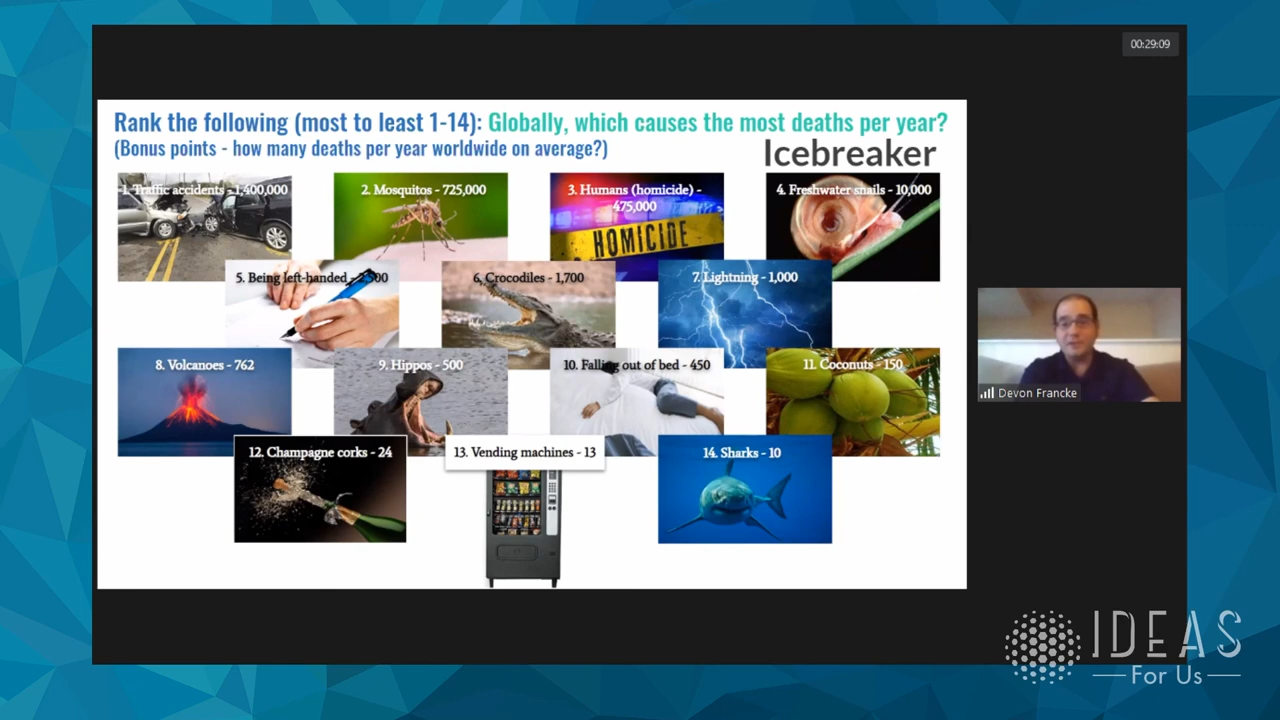 00:29:09
Rank the following (most to least 1-14): Globally, which causes the most deaths per year?
(Bonus points - how many deaths per year worldwide on average?)
Icebreaker
1. Traffic accidents - 1,400,000
2. Mosquitos - 725,000
3. Humans (homicide) -
475,000
HOMICIDE
4. Freshwater snails - 10,000
5. Being left-handed - 2,500
6. Crocodiles - 1,700
7. Lightning - 1,000
8. Volcanoes - 762
9. Hippos - 500
10. Falling out of bed - 450
11. Coconuts - 150
12. Champagne corks - 24
13. Vending machines - 13
14. Sharks - 10
Devon Francke
IDEAS
For Us